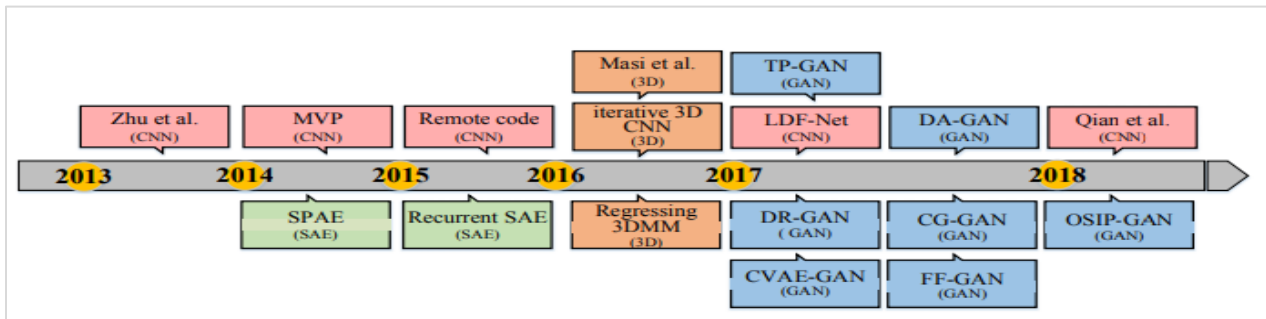 Masi et al.
(3D)
TP-GAN
(GAN)
Zhu et al.
(CNN)
MVP
(CNN)
Remote code
(CNN)
iterative 3D
CNN
(3D)
LDF-Net
(CNN)
DA-GAN
(GAN)
Qian et al.
(CNN)
2013 2014 2015 2016 2017 2018
SPAE
(SAE)
Recurrent SAE
(SAE)
Regressing
3DMM
(3D)
DR-GAN
( GAN)
CG-GAN
(GAN)
OSIP-GAN
(GAN)
CVAE-GAN
(GAN)
FF-GAN
(GAN)